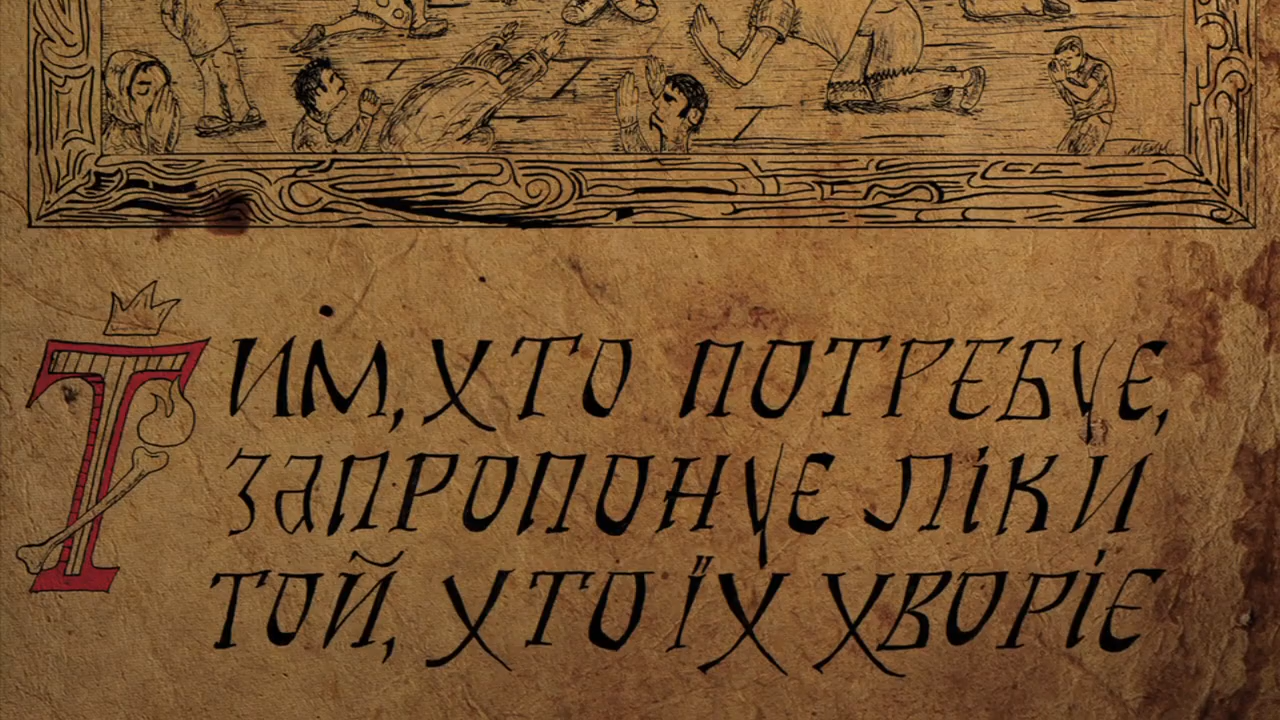 ТИМ, ХТО ПОТРЕБУЄ,
ЗАПРОПОНУЄ ЛІКИ
ТОЙ, ХТО ЇХ ХВОРІЄ